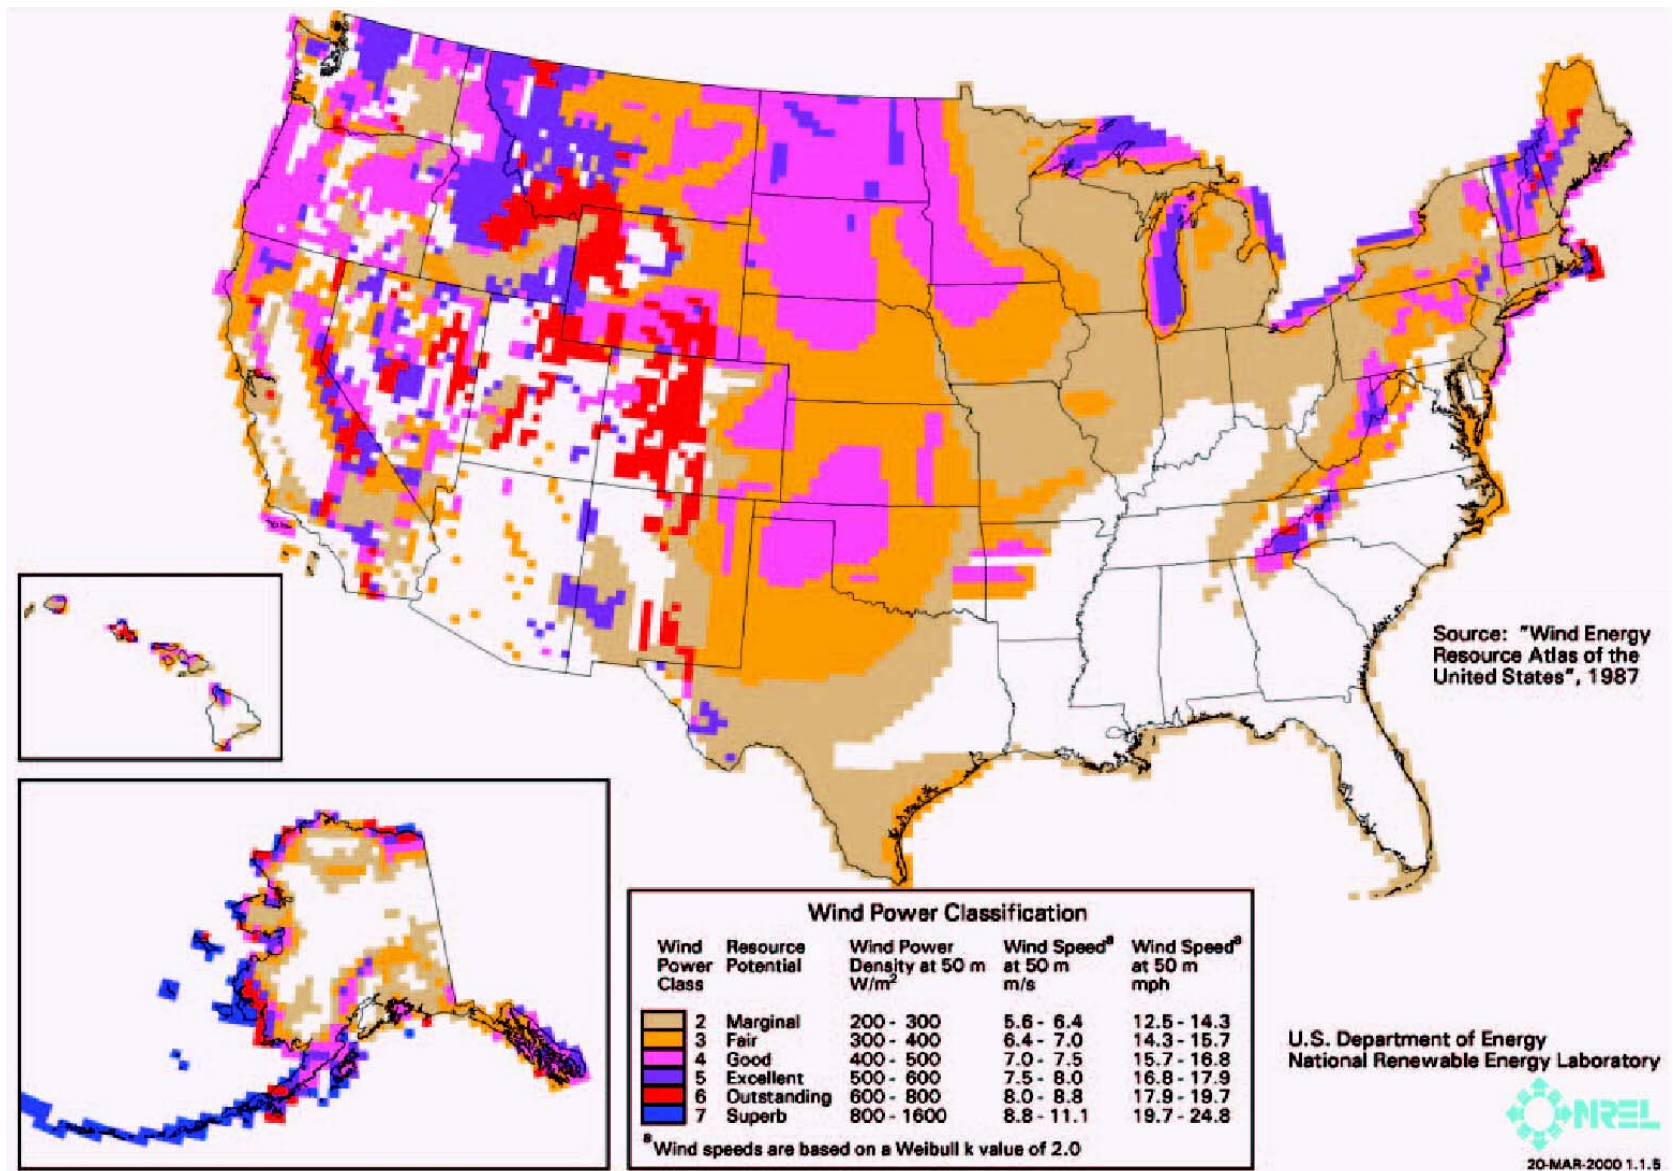 Source: "Wind Energy
Resource Atlas of the
United States", 1987
Wind Power Classification
Wind Resource Wind Power Wind Speedᵃ Wind Speedᵃ
Power Potential Density at 50 m at 50 m at 50 m
Class W/m² m/s mph
2 Marginal 200 - 300 5.6 - 6.4 12.5 - 14.3
3 Fair 300 - 400 6.4 - 7.0 14.3 - 15.7
4 Good 400 - 500 7.0 - 7.5 15.7 - 16.8
5 Excellent 500 - 600 7.5 - 8.0 16.8 - 17.9
6 Outstanding 600 - 800 8.0 - 8.8 17.9 - 19.7
7 Superb 800 - 1600 8.8 - 11.1 19.7 - 24.8
ᵃWind speeds are based on a Weibull k value of 2.0
U.S. Department of Energy
National Renewable Energy Laboratory
NREL
20-MAR-2000 1.1.5